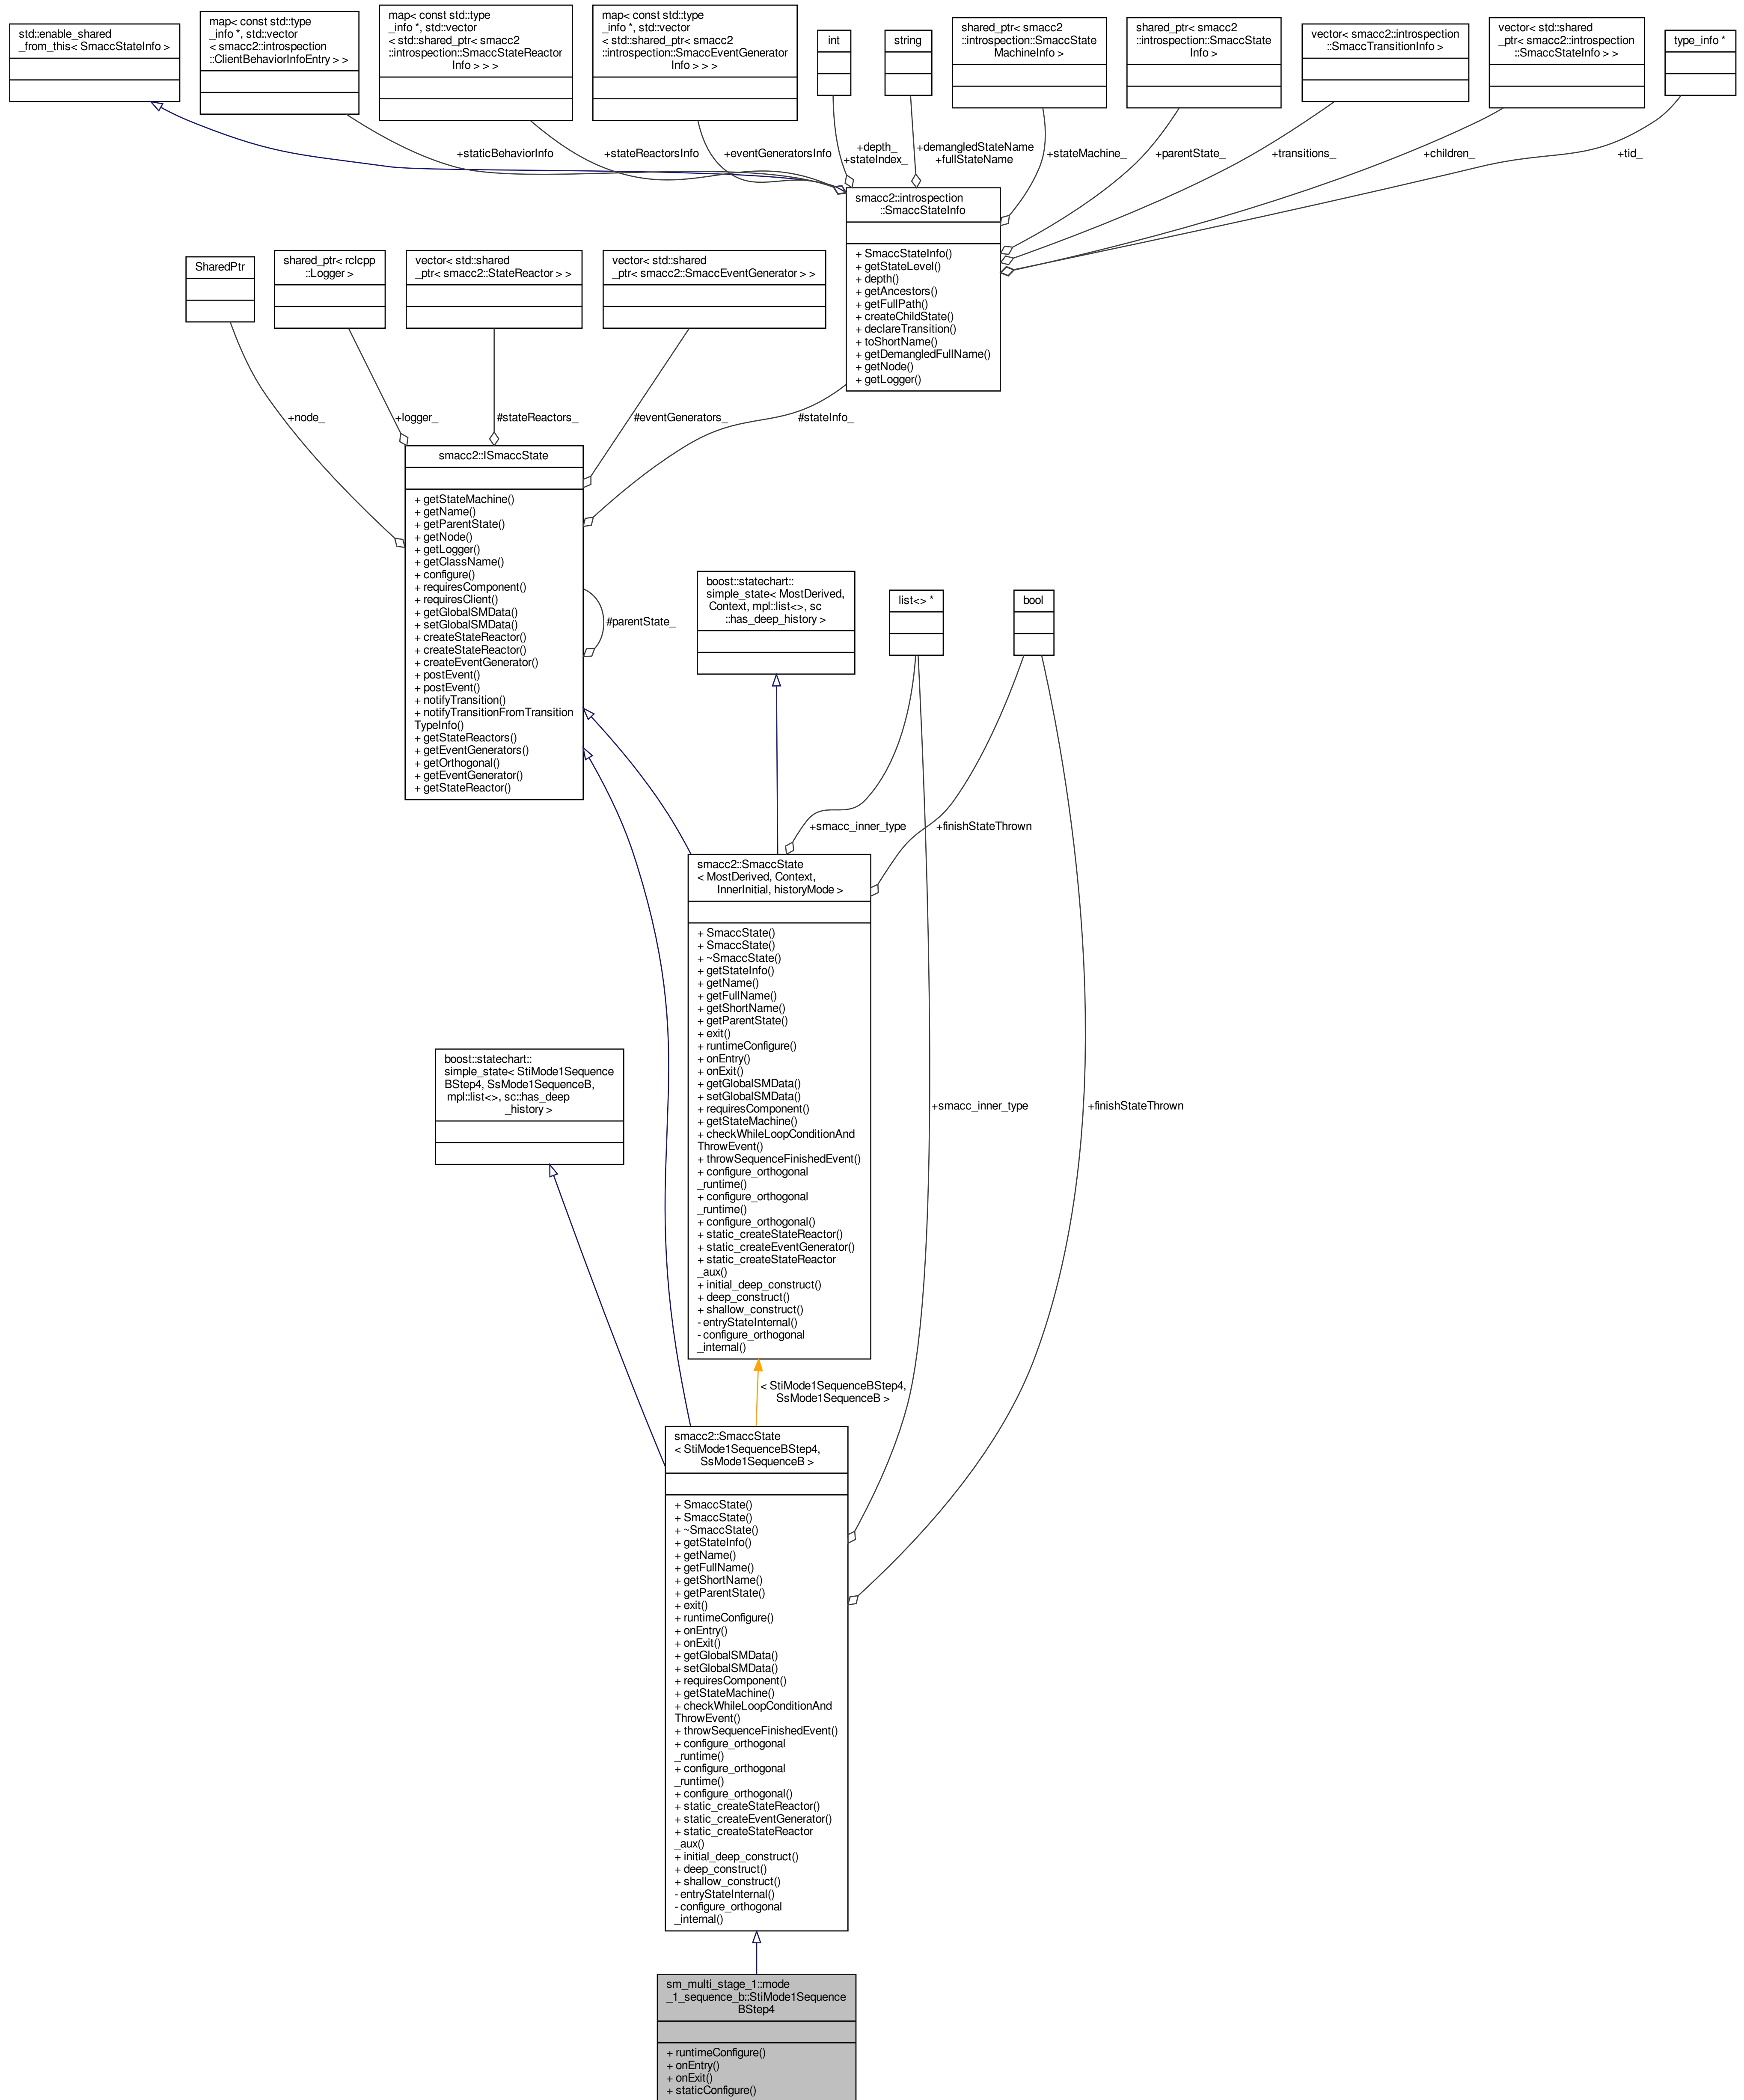 std::enable_shared
_from_this< SmaccStateInfo >
map< const std::type
_info *, std::vector
< smacc2::introspection
::ClientBehaviorInfoEntry > >
map< const std::type
_info *, std::vector
< std::shared_ptr< smacc2
::introspection::SmaccStateReactor
Info > > >
map< const std::type
_info *, std::vector
< std::shared_ptr< smacc2
::introspection::SmaccEventGenerator
Info > > >
int
string
shared_ptr< smacc2
::introspection::SmaccState
MachineInfo >
shared_ptr< smacc2
::introspection::SmaccState
Info >
vector< smacc2::introspection
::SmaccTransitionInfo >
vector< std::shared
_ptr< smacc2::introspection
::SmaccStateInfo > >
type_info *
+staticBehaviorInfo
+stateReactorsInfo
+eventGeneratorsInfo
+depth_
+stateIndex_
+demangledStateName
+fullStateName
+stateMachine_
+parentState_
+transitions_
+children_
+tid_
smacc2::introspection
::SmaccStateInfo
+ SmaccStateInfo()
+ getStateLevel()
+ depth()
+ getAncestors()
+ getFullPath()
+ createChildState()
+ declareTransition()
+ toShortName()
+ getDemangledFullName()
+ getNode()
+ getLogger()
SharedPtr
shared_ptr< rclcpp
::Logger >
vector< std::shared
_ptr< smacc2::StateReactor > >
vector< std::shared
_ptr< smacc2::SmaccEventGenerator > >
+node_
+logger_
#stateReactors_
#eventGenerators_
#stateInfo_
smacc2::ISmaccState
+ getStateMachine()
+ getName()
+ getParentState()
+ getNode()
+ getLogger()
+ getClassName()
+ configure()
+ requiresComponent()
+ requiresClient()
+ getGlobalSMData()
+ setGlobalSMData()
+ createStateReactor()
+ createStateReactor()
+ createEventGenerator()
+ postEvent()
+ postEvent()
+ notifyTransition()
+ notifyTransitionFromTransition
TypeInfo()
+ getStateReactors()
+ getEventGenerators()
+ getOrthogonal()
+ getEventGenerator()
+ getStateReactor()
#parentState_
boost::statechart::
simple_state< MostDerived,
Context, mpl::list<>, sc
::has_deep_history >
list<> *
bool
+smacc_inner_type
+finishStateThrown
smacc2::SmaccState
< MostDerived, Context,
InnerInitial, historyMode >
+ SmaccState()
+ SmaccState()
+ ~SmaccState()
+ getStateInfo()
+ getName()
+ getFullName()
+ getShortName()
+ getParentState()
+ exit()
+ runtimeConfigure()
+ onEntry()
+ onExit()
+ getGlobalSMData()
+ setGlobalSMData()
+ requiresComponent()
+ getStateMachine()
+ checkWhileLoopConditionAnd
ThrowEvent()
+ throwSequenceFinishedEvent()
+ configure_orthogonal
_runtime()
+ configure_orthogonal
_runtime()
+ configure_orthogonal()
+ static_createStateReactor()
+ static_createEventGenerator()
+ static_createStateReactor
_aux()
+ initial_deep_construct()
+ deep_construct()
+ shallow_construct()
- entryStateInternal()
- configure_orthogonal
_internal()
boost::statechart::
simple_state< StiMode1Sequence
BStep4, SsMode1SequenceB,
mpl::list<>, sc::has_deep
_history >
+smacc_inner_type
+finishStateThrown
< StiMode1SequenceBStep4,
SsMode1SequenceB >
smacc2::SmaccState
< StiMode1SequenceBStep4,
SsMode1SequenceB >
+ SmaccState()
+ SmaccState()
+ ~SmaccState()
+ getStateInfo()
+ getName()
+ getFullName()
+ getShortName()
+ getParentState()
+ exit()
+ runtimeConfigure()
+ onEntry()
+ onExit()
+ getGlobalSMData()
+ setGlobalSMData()
+ requiresComponent()
+ getStateMachine()
+ checkWhileLoopConditionAnd
ThrowEvent()
+ throwSequenceFinishedEvent()
+ configure_orthogonal
_runtime()
+ configure_orthogonal
_runtime()
+ configure_orthogonal()
+ static_createStateReactor()
+ static_createEventGenerator()
+ static_createStateReactor
_aux()
+ initial_deep_construct()
+ deep_construct()
+ shallow_construct()
- entryStateInternal()
- configure_orthogonal
_internal()
sm_multi_stage_1::mode
_1_sequence_b::StiMode1Sequence
BStep4
+ runtimeConfigure()
+ onEntry()
+ onExit()
+ staticConfigure()